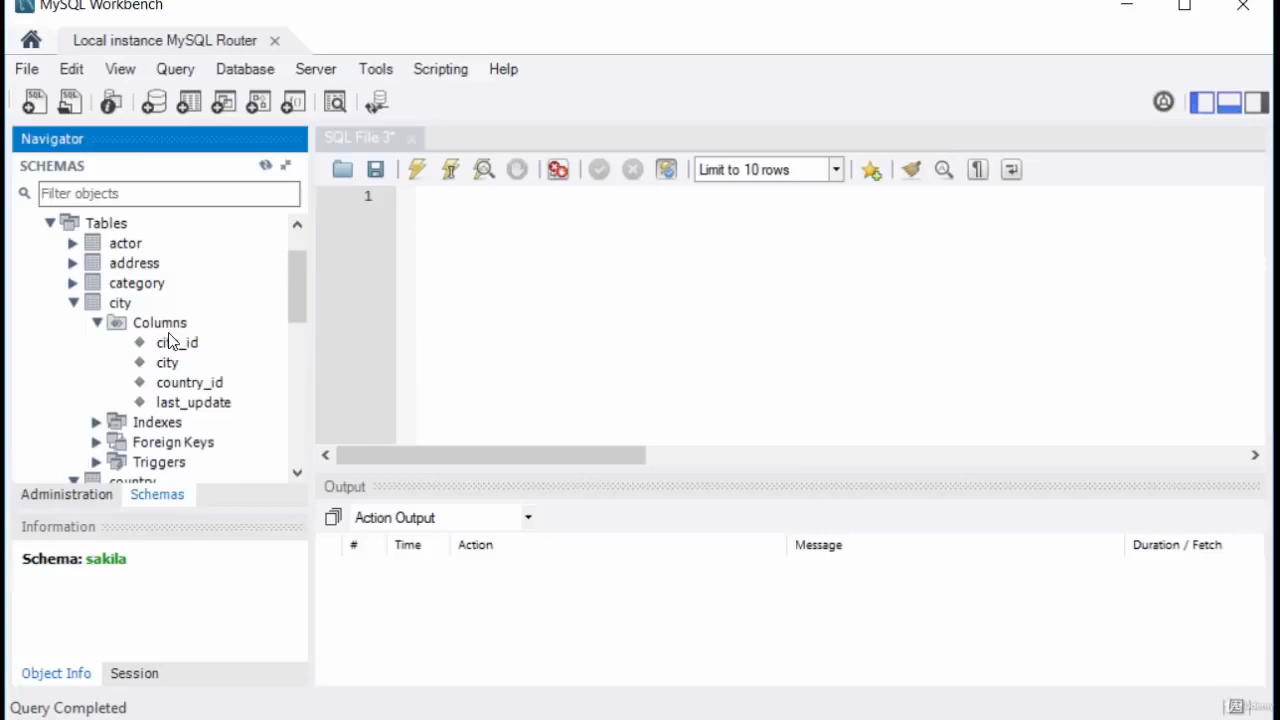 MySQL Workbench
Local instance MySQL Router
File Edit View Query Database Server Tools Scripting Help
Navigator
SQL File 3*
SCHEMAS
Limit to 10 rows
Filter objects
1
Tables
actor
address
category
city
Columns
city_id
city
country_id
last_update
Indexes
Foreign Keys
Triggers
country
Administration Schemas
Output
Information
Action Output
Schema: sakila
# Time Action Message Duration / Fetch
Object Info Session
Query Completed